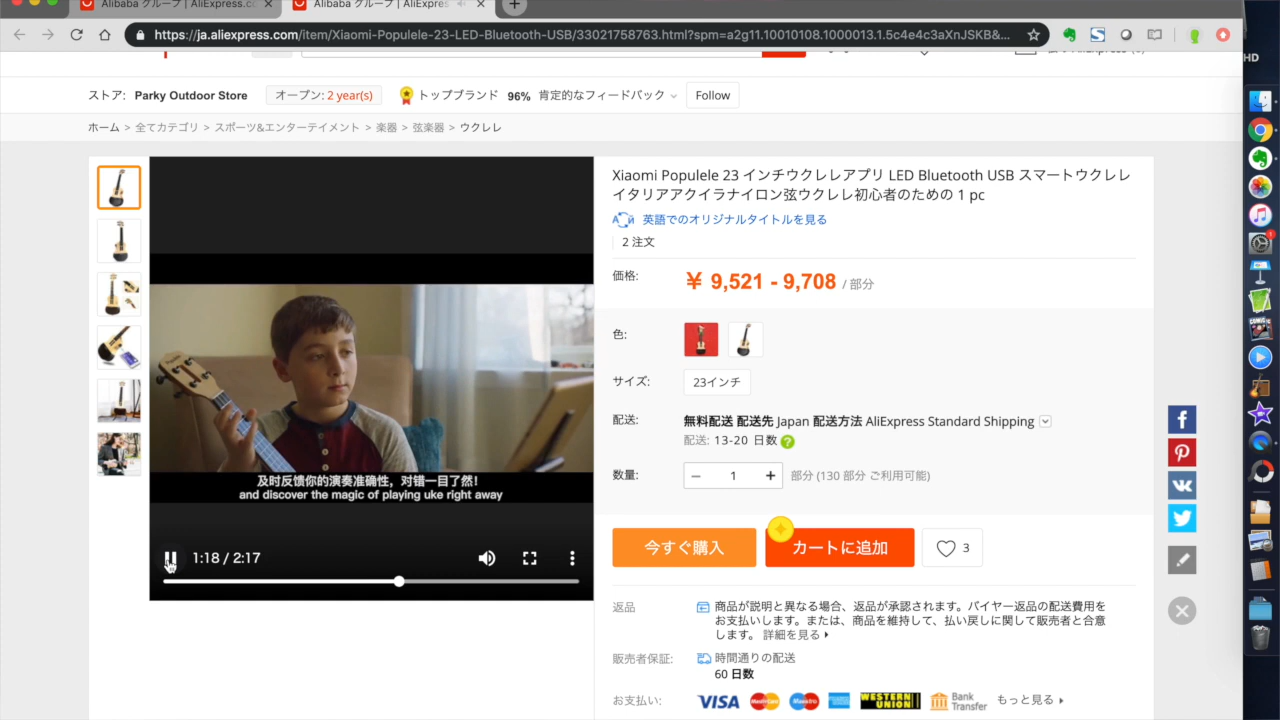 Alibaba グループ | AliExpress.co
Alibaba グループ | AliExpres
https://ja.aliexpress.com/item/Xiaomi-Populele-23-LED-Bluetooth-USB/33021758763.html?spm=a2g11.10010108.1000013.1.5c4e4c3aXnJSKB&...
HD
ストア: Parky Outdoor Store オープン: 2 year(s) トップブランド 96% 肯定的なフィードバック Follow
ホーム > 全てカテゴリ > スポーツ&エンターテイメント > 楽器 > 弦楽器 > ウクレレ
Xiaomi Populele 23 インチウクレレアプリ LED Bluetooth USB スマートウクレレ
イタリアアクイラナイロン弦ウクレレ初心者のための 1 pc
英語でのオリジナルタイトルを見る
2 注文
価格: ¥ 9,521 - 9,708 / 部分
色:
サイズ: 23インチ
配送: 無料配送 配送先 Japan 配送方法 AliExpress Standard Shipping
配送: 13-20 日数
数量: − 1 + 部分 (130 部分 ご利用可能)
及时反馈你的演奏准确性，对错一目了然!
and discover the magic of playing uke right away
1:18 / 2:17
今すぐ購入 カートに追加 3
返品 商品が説明と異なる場合、返品が承認されます。バイヤー返品の配送費用を
お支払いします。または、商品を維持して、払い戻しに関して販売者と合意
します。 詳細を見る
販売者保証: 時間通りの配送
60 日数
お支払い: VISA MasterCard Maestro WESTERN UNION Bank Transfer もっと見る